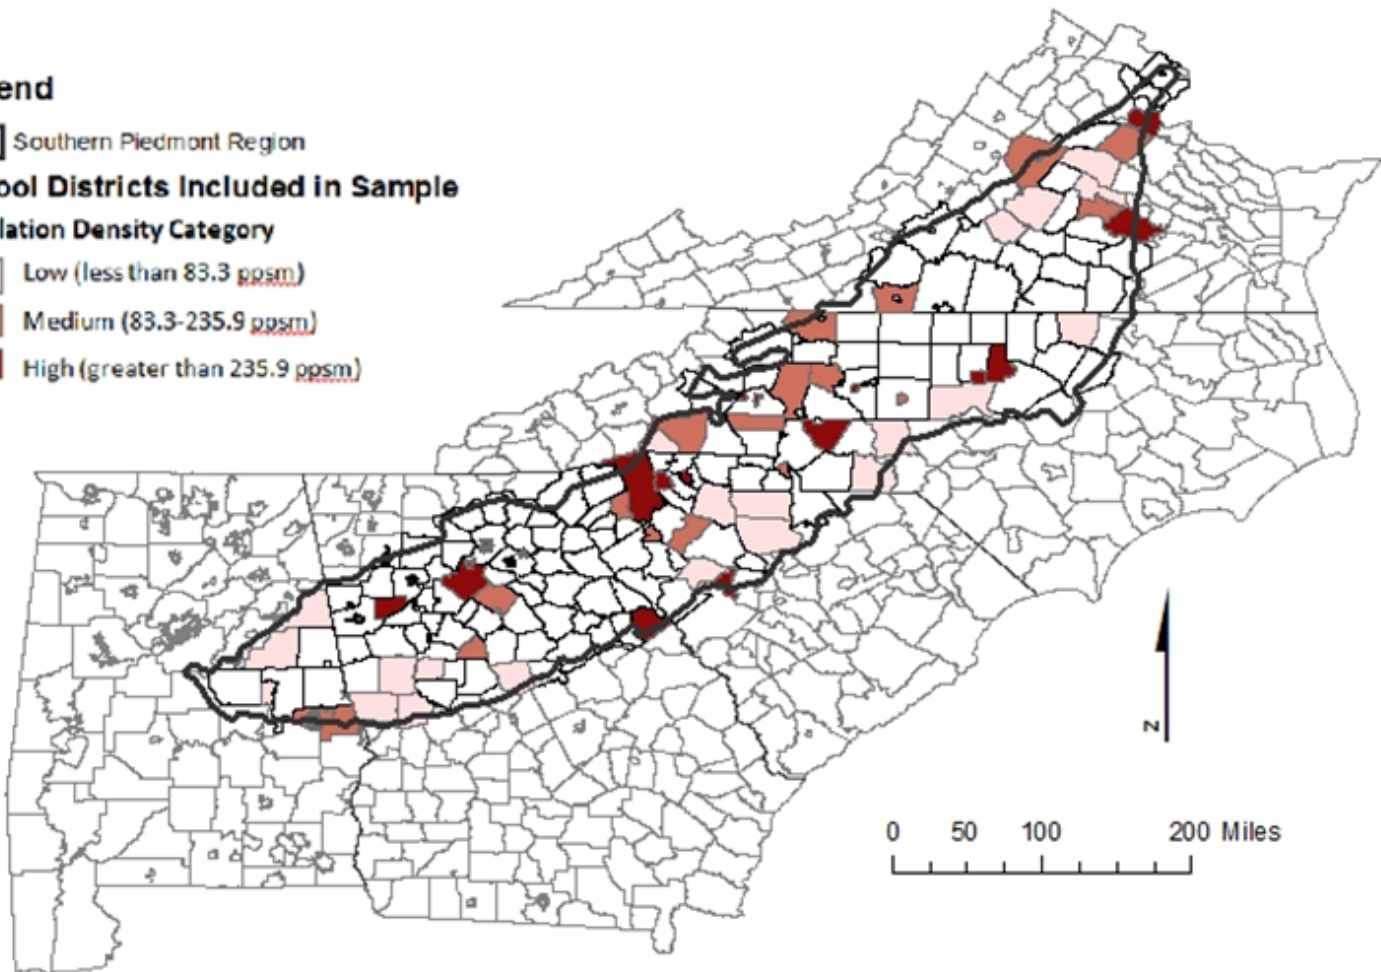 end
Southern Piedmont Region
ool Districts Included in Sample
lation Density Category
Low (less than 83.3 ppsm)
Medium (83.3-235.9 ppsm)
High (greater than 235.9 ppsm)
N
0 50 100 200 Miles